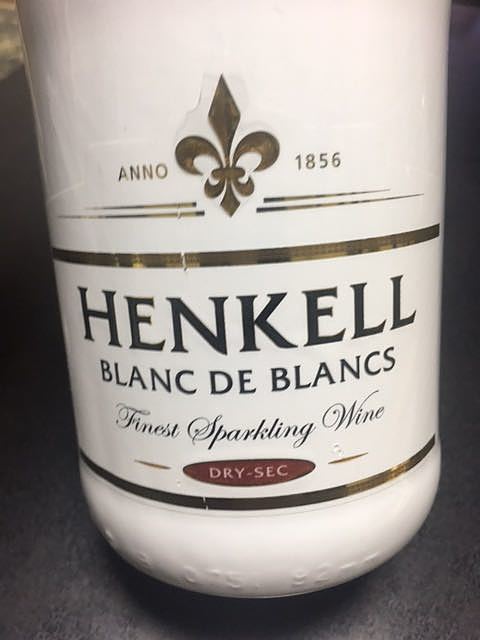 ANNO 1856
HENKELL
BLANC DE BLANCS
Finest Sparkling Wine
DRY-SEC